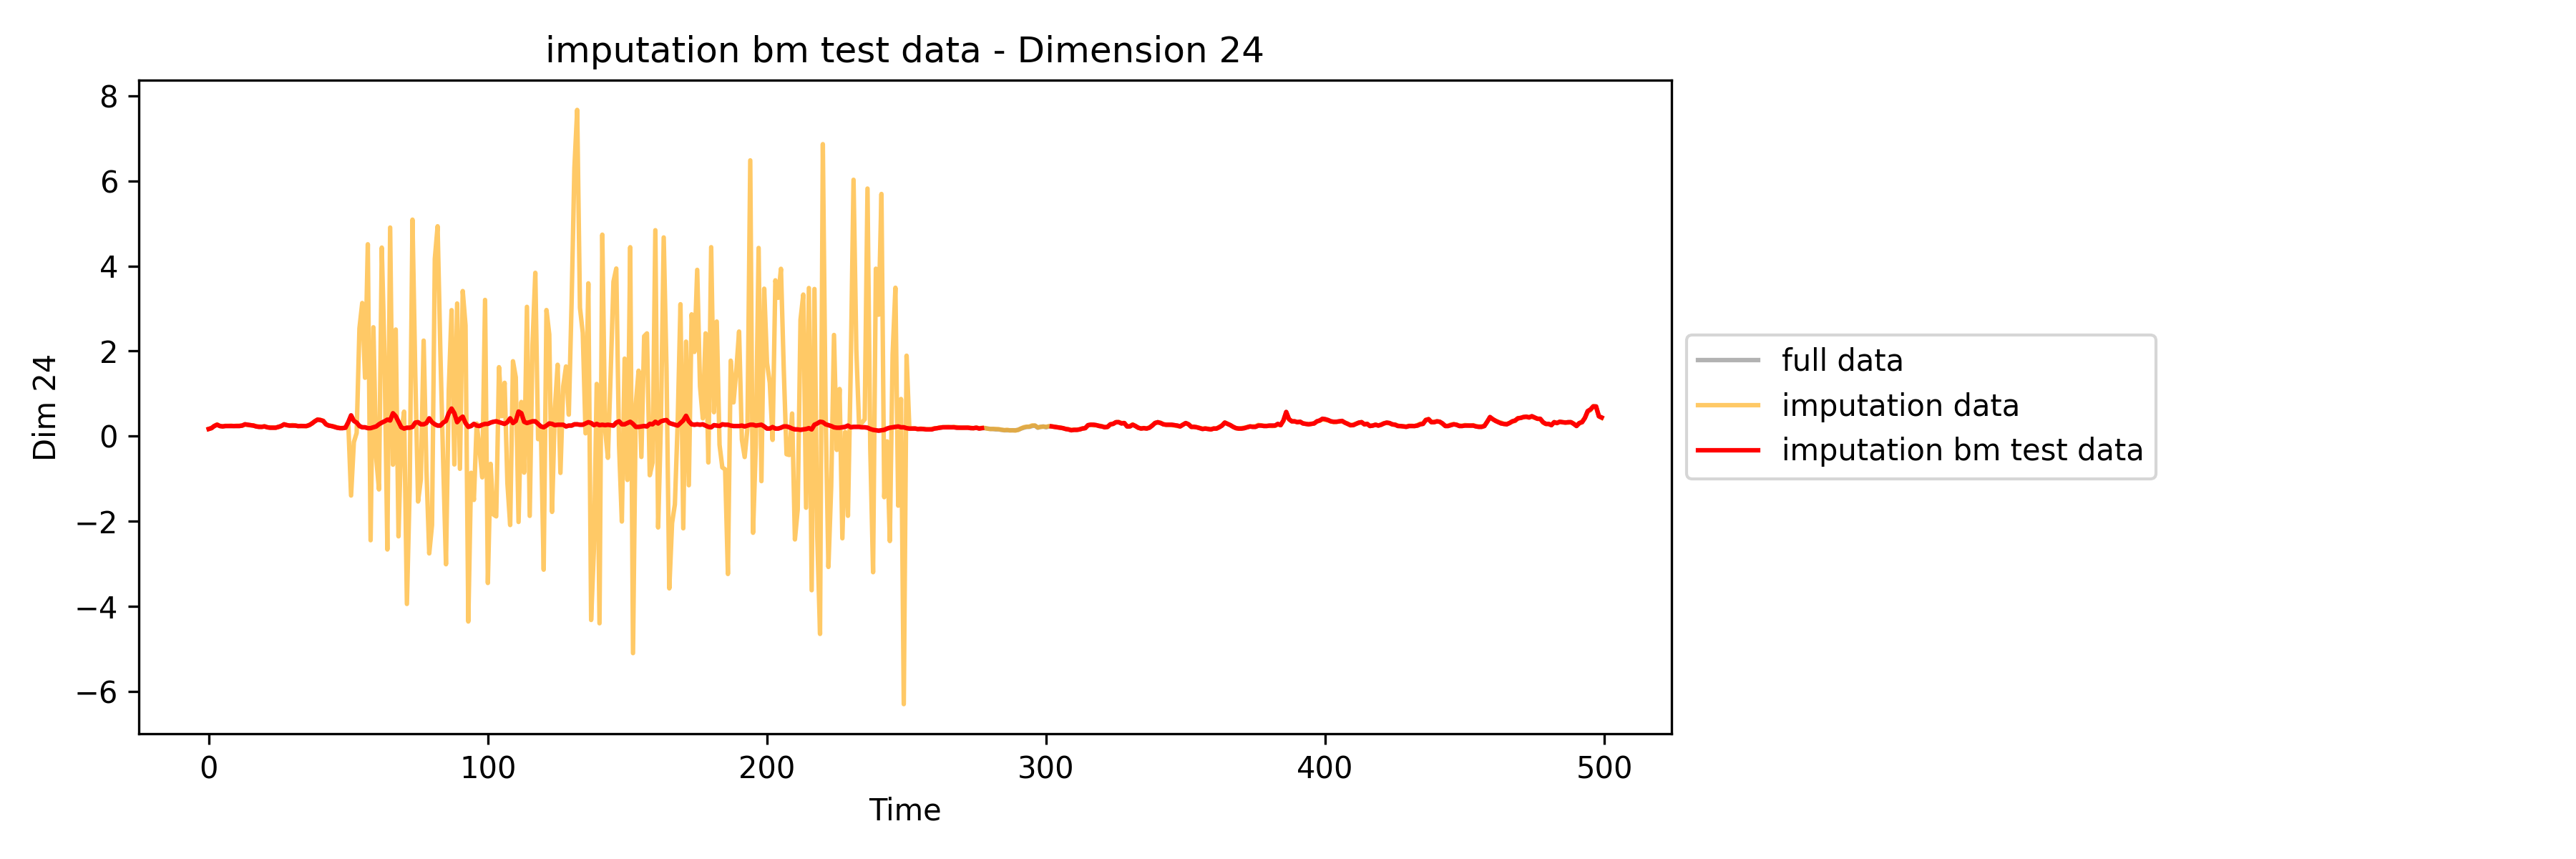 imputation bm test data - Dimension 24
8
6
4
2
0
−2
−4
−6
Dim 24
0 100 200 300 400 500
Time
full data
imputation data
imputation bm test data